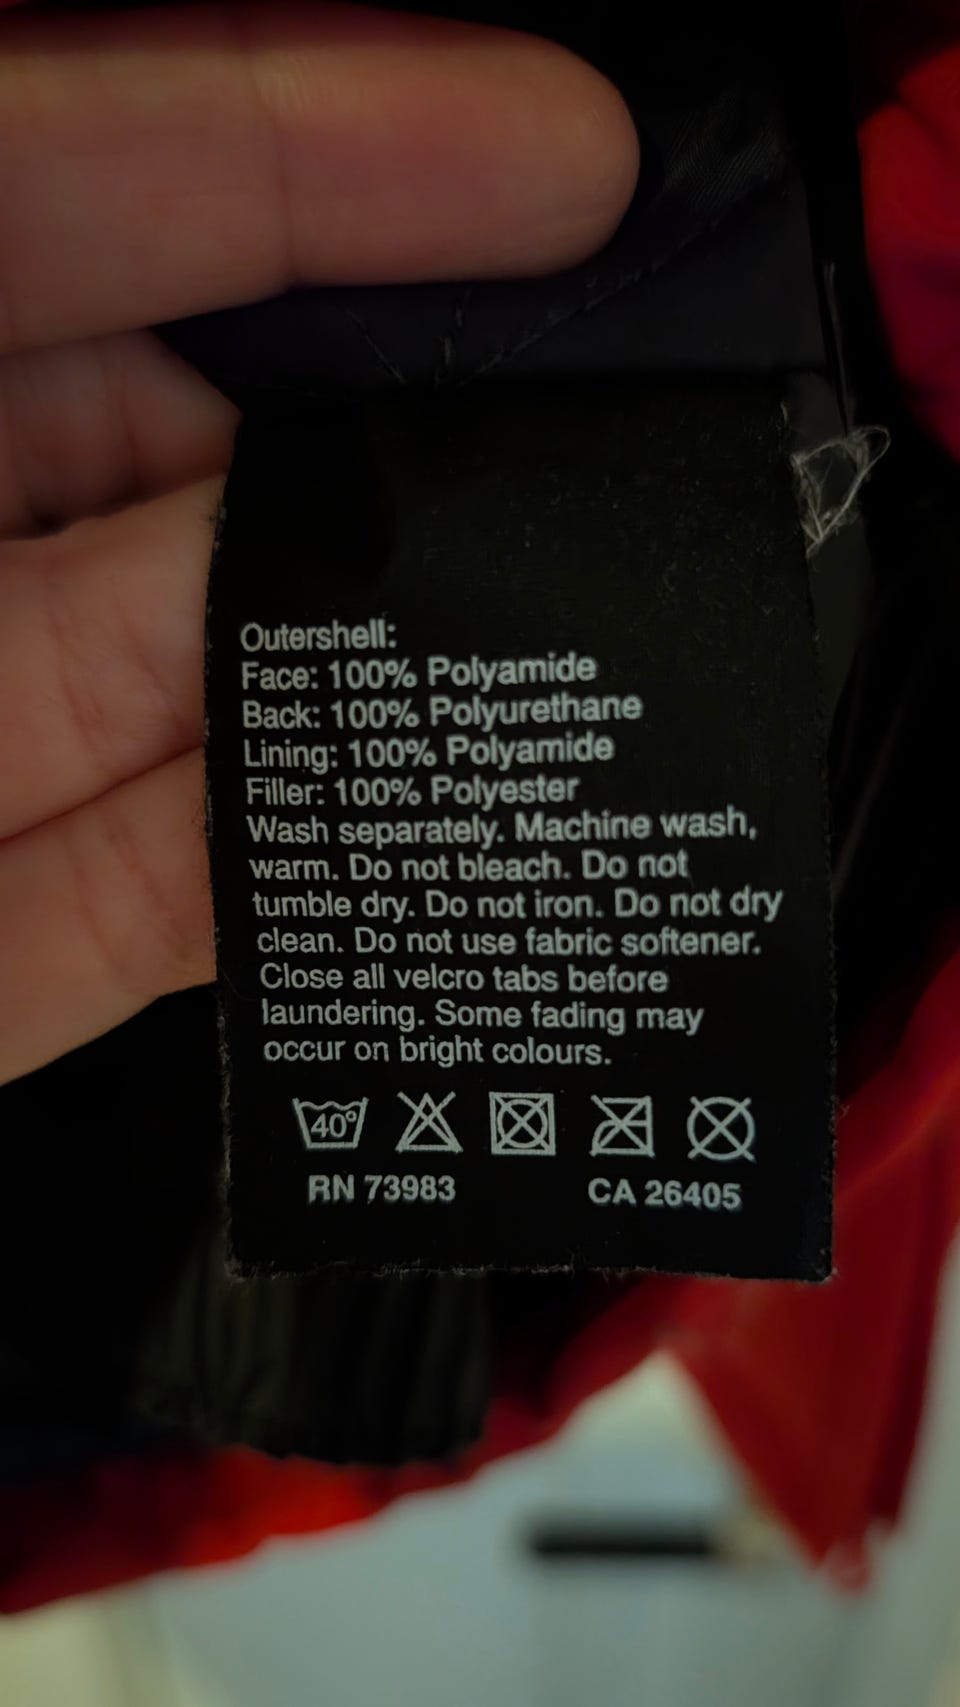 Outershell:
Face: 100% Polyamide
Back: 100% Polyurethane
Lining: 100% Polyamide
Filler: 100% Polyester
Wash separately. Machine wash,
warm. Do not bleach. Do not
tumble dry. Do not iron. Do not dry
clean. Do not use fabric softener.
Close all velcro tabs before
laundering. Some fading may
occur on bright colours.
40°
RN 73983 CA 26405